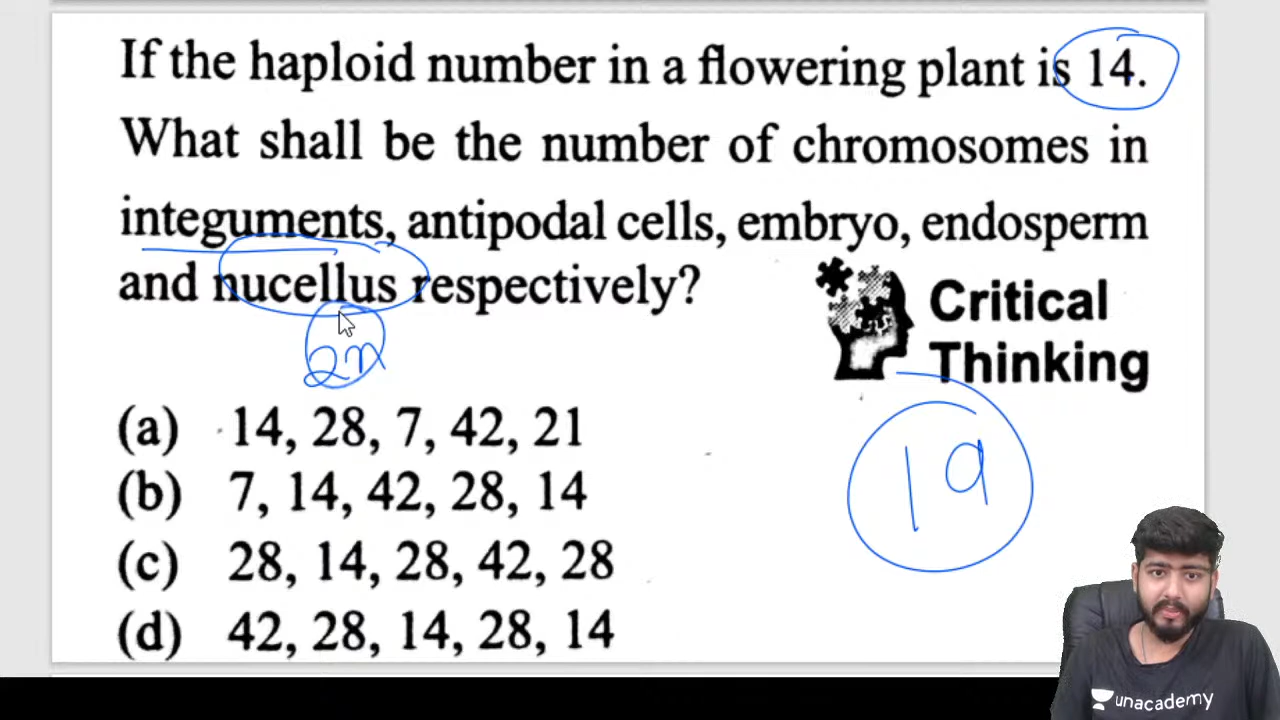 If the haploid number in a flowering plant is 14.
What shall be the number of chromosomes in
integuments, antipodal cells, embryo, endosperm
and nucellus respectively?
Critical
Thinking
2n
(a) 14, 28, 7, 42, 21
(b) 7, 14, 42, 28, 14
(c) 28, 14, 28, 42, 28
(d) 42, 28, 14, 28, 14
19
unacademy